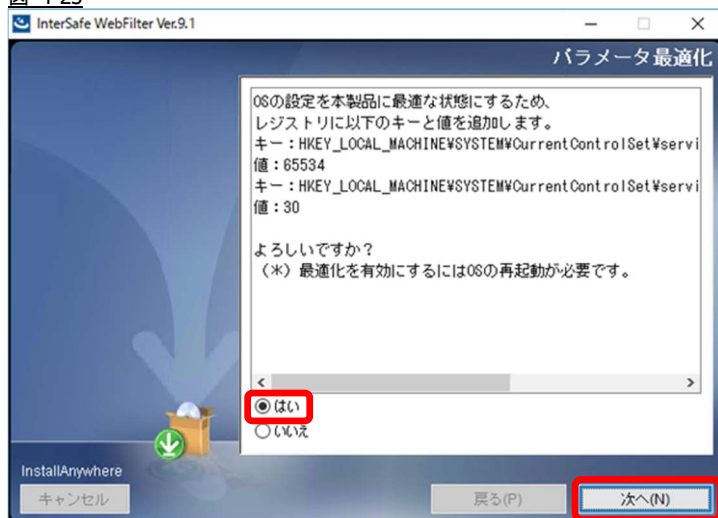 図 4-25
InterSafe WebFilter Ver.9.1
パラメータ最適化
OSの設定を本製品に最適な状態にするため、
レジストリに以下のキーと値を追加します。
キー:HKEY_LOCAL_MACHINE¥SYSTEM¥CurrentControlSet¥servi
値:65534
キー:HKEY_LOCAL_MACHINE¥SYSTEM¥CurrentControlSet¥servi
値:30
よろしいですか?
(*) 最適化を有効にするにはOSの再起動が必要です。
はい
いいえ
InstallAnywhere
キャンセル
戻る(P)
次へ(N)